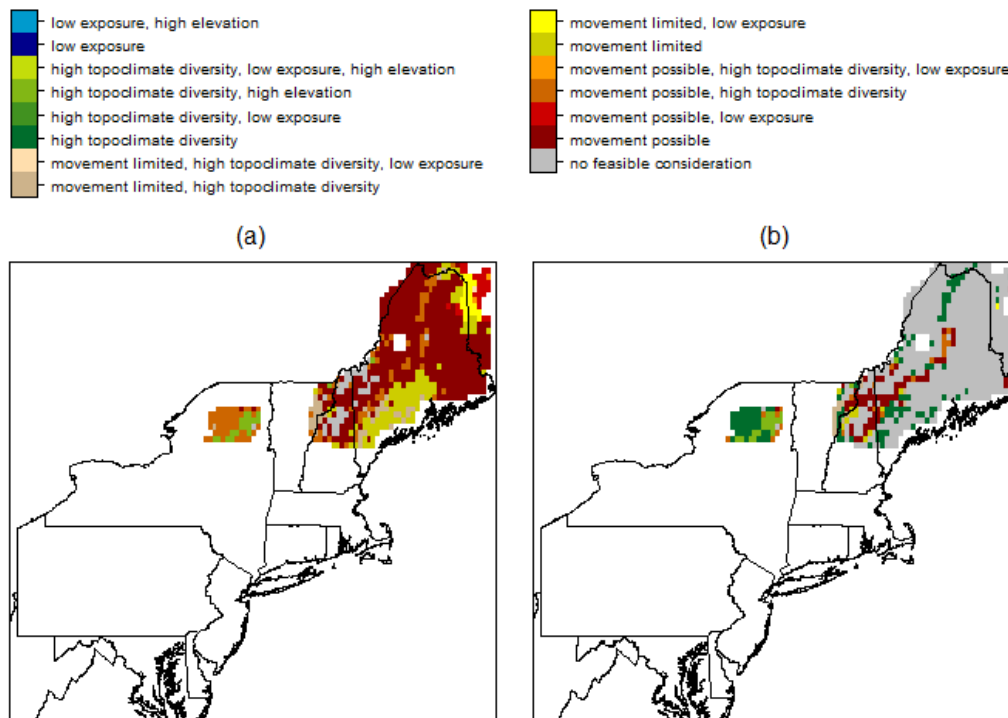 low exposure, high elevation
low exposure
high topoclimate diversity, low exposure, high elevation
high topoclimate diversity, high elevation
high topoclimate diversity, low exposure
high topoclimate diversity
movement limited, high topoclimate diversity, low exposure
movement limited, high topoclimate diversity
movement limited, low exposure
movement limited
movement possible, high topoclimate diversity, low exposure
movement possible, high topoclimate diversity
movement possible, low exposure
movement possible
no feasible consideration
(a)
(b)